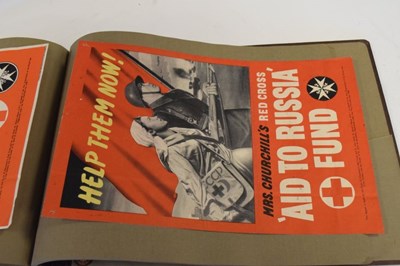 HELP THEM NOW!
MRS. CHURCHILL'S RED CROSS
'AID TO RUSSIA'
FUND